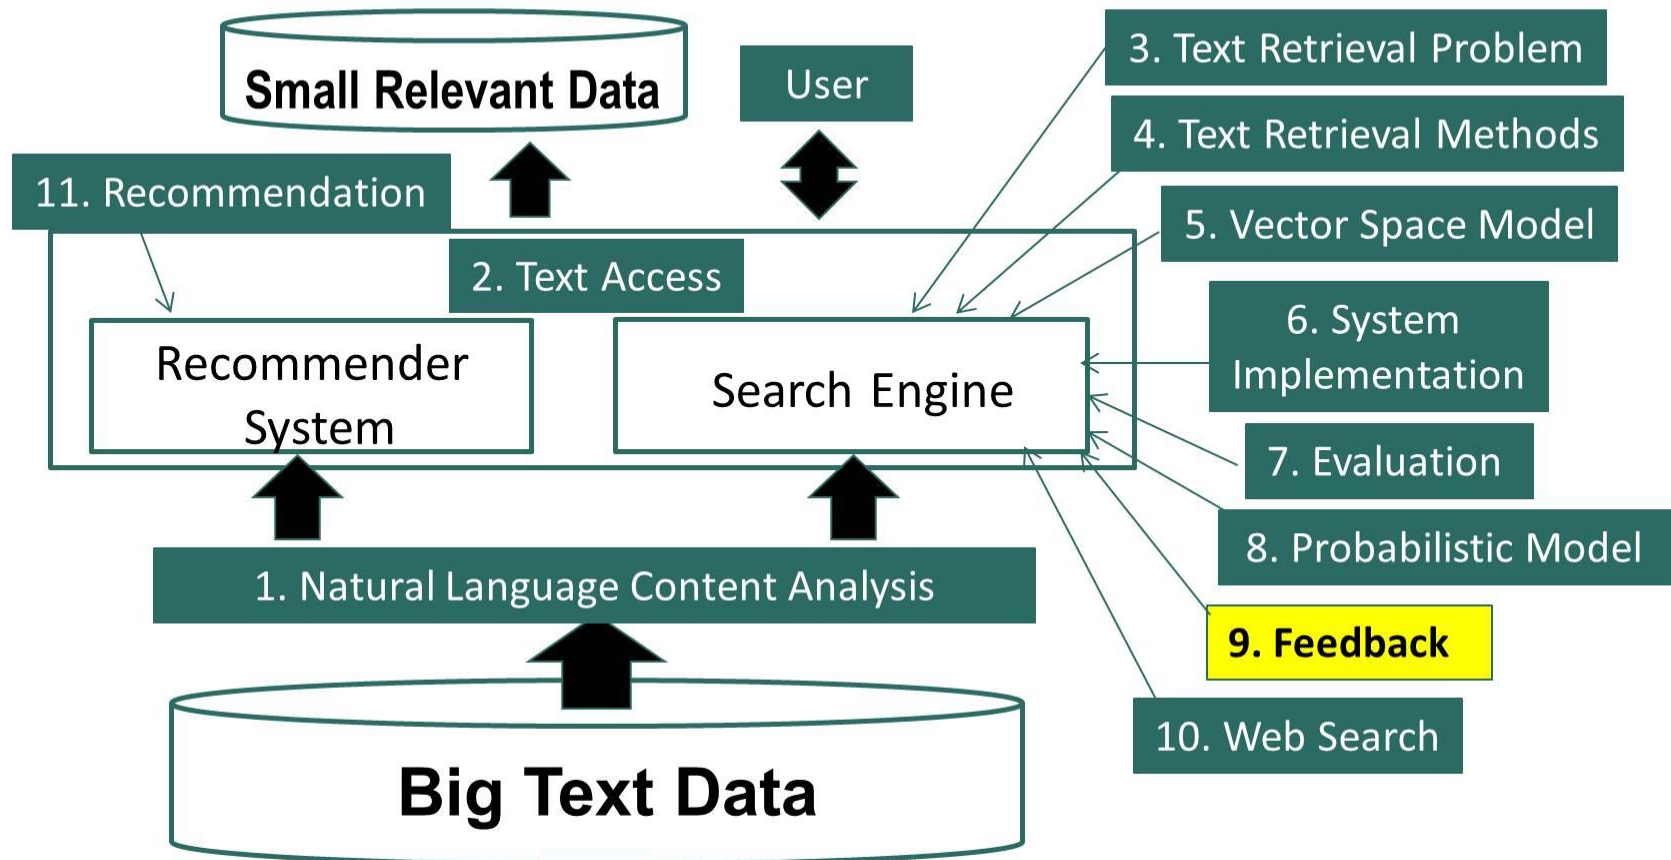 Small Relevant Data
User
3. Text Retrieval Problem
4. Text Retrieval Methods
11. Recommendation
5. Vector Space Model
2. Text Access
6. System
Implementation
Recommender
System
Search Engine
7. Evaluation
8. Probabilistic Model
1. Natural Language Content Analysis
9. Feedback
10. Web Search
Big Text Data